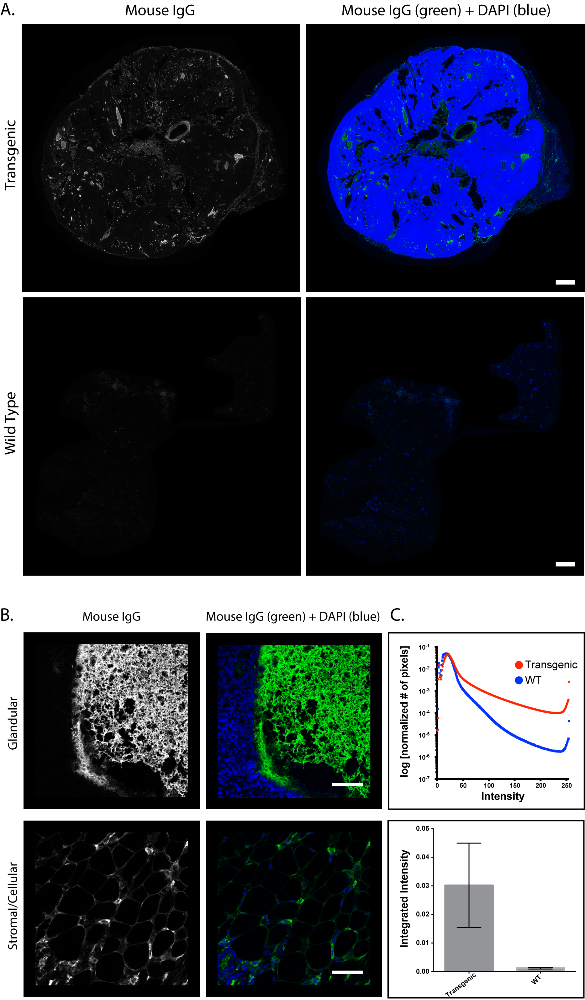 A.
Mouse IgG
Mouse IgG (green) + DAPI (blue)
Transgenic
Wild Type
B.
Mouse IgG
Mouse IgG (green) + DAPI (blue)
Glandular
Stromal/Cellular
C.
log [normalized # of pixels]
10-1
10-2
10-3
10-4
10-5
10-6
10-7
Transgenic
WT
0 50 100 150 200 250
Intensity
Integrated Intensity
0.05
0.04
0.03
0.02
0.01
0.00
Transgenic
WT